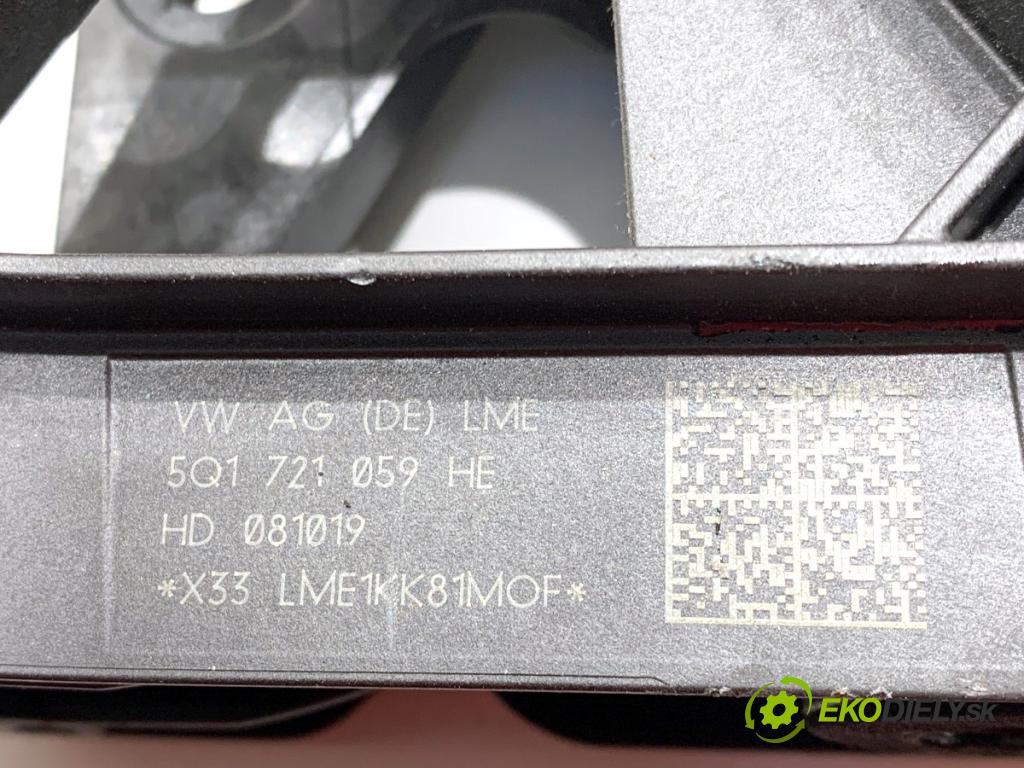 VW AG (DE) LME
5Q1 721 059 HE
HD 081019
*X33 LME1KK81MOF*
EKODIELY.SK